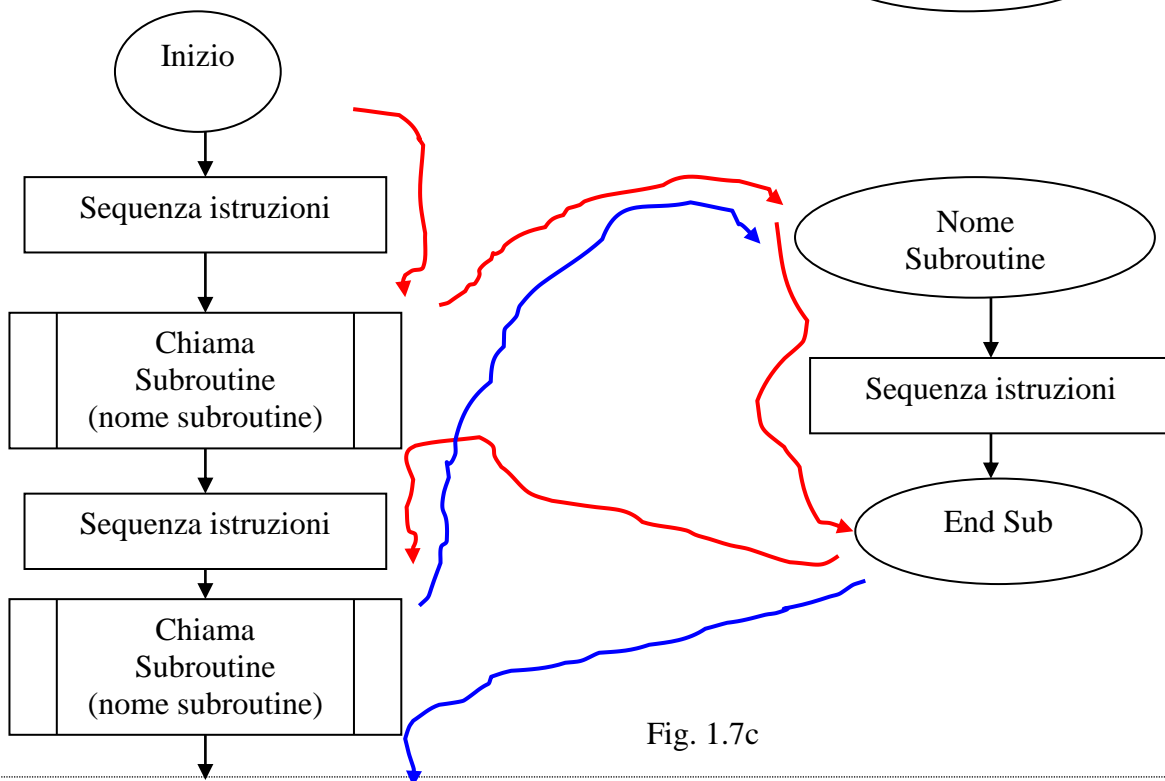 Inizio
Sequenza istruzioni
Chiama
Subroutine
(nome subroutine)
Sequenza istruzioni
Chiama
Subroutine
(nome subroutine)
Nome
Subroutine
Sequenza istruzioni
End Sub
Fig. 1.7c